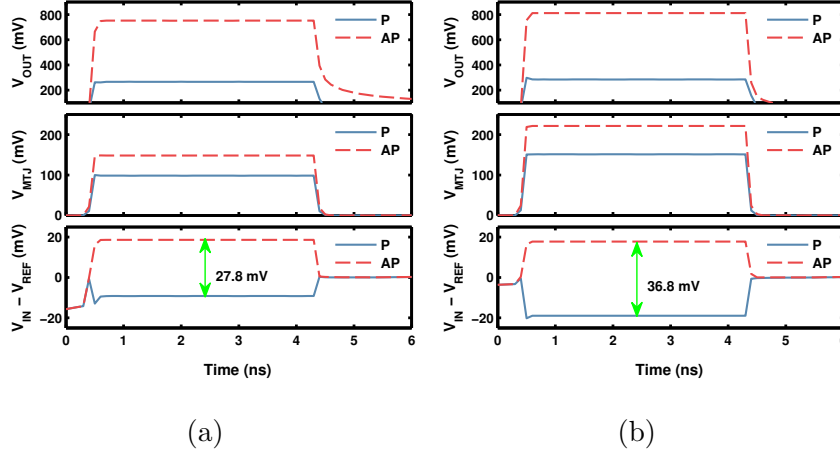 800
600
400
200
V_OUT (mV)
P
AP
200
100
0
V_MTJ (mV)
P
AP
20
0
−20
V_IN − V_REF (mV)
P
AP
27.8 mV
0 1 2 3 4 5 6
Time (ns)
(a)
800
600
400
200
V_OUT (mV)
P
AP
200
100
0
V_MTJ (mV)
P
AP
20
0
−20
V_IN − V_REF (mV)
P
AP
36.8 mV
0 1 2 3 4 5 6
Time (ns)
(b)